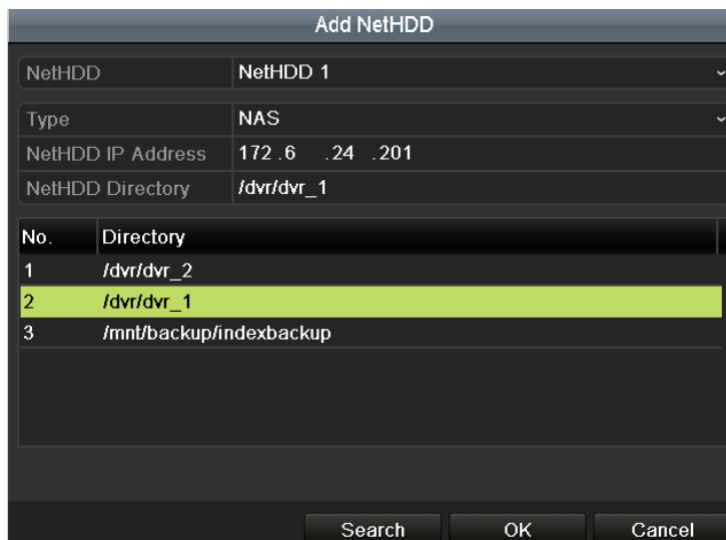 Add NetHDD
NetHDD NetHDD 1
Type NAS
NetHDD IP Address 172 .6 .24 .201
NetHDD Directory /dvr/dvr_1
No. Directory
1 /dvr/dvr_2
2 /dvr/dvr_1
3 /mnt/backup/indexbackup
Search OK Cancel